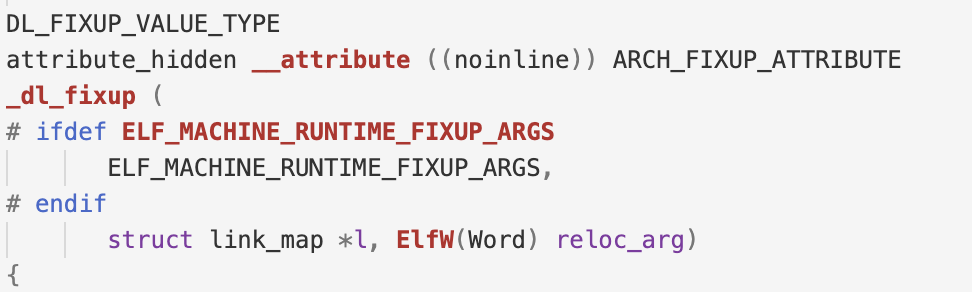 DL_FIXUP_VALUE_TYPE
attribute_hidden __attribute ((noinline)) ARCH_FIXUP_ATTRIBUTE
_dl_fixup (
# ifdef ELF_MACHINE_RUNTIME_FIXUP_ARGS
ELF_MACHINE_RUNTIME_FIXUP_ARGS,
# endif
struct link_map *l, ElfW(Word) reloc_arg)
{